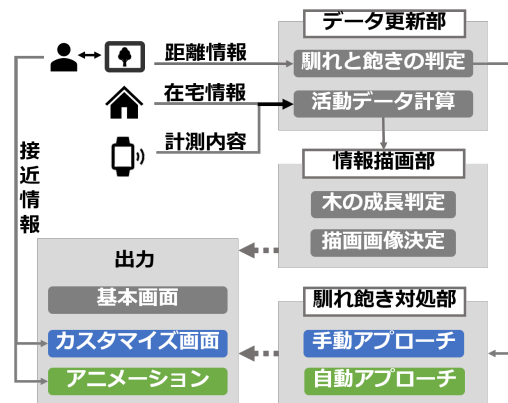 データ更新部
距離情報
馴れと飽きの判定
在宅情報
活動データ計算
計測内容
接近情報
情報描画部
木の成長判定
描画画像決定
出力
基本画面
カスタマイズ画面
アニメーション
馴れ飽き対処部
手動アプローチ
自動アプローチ